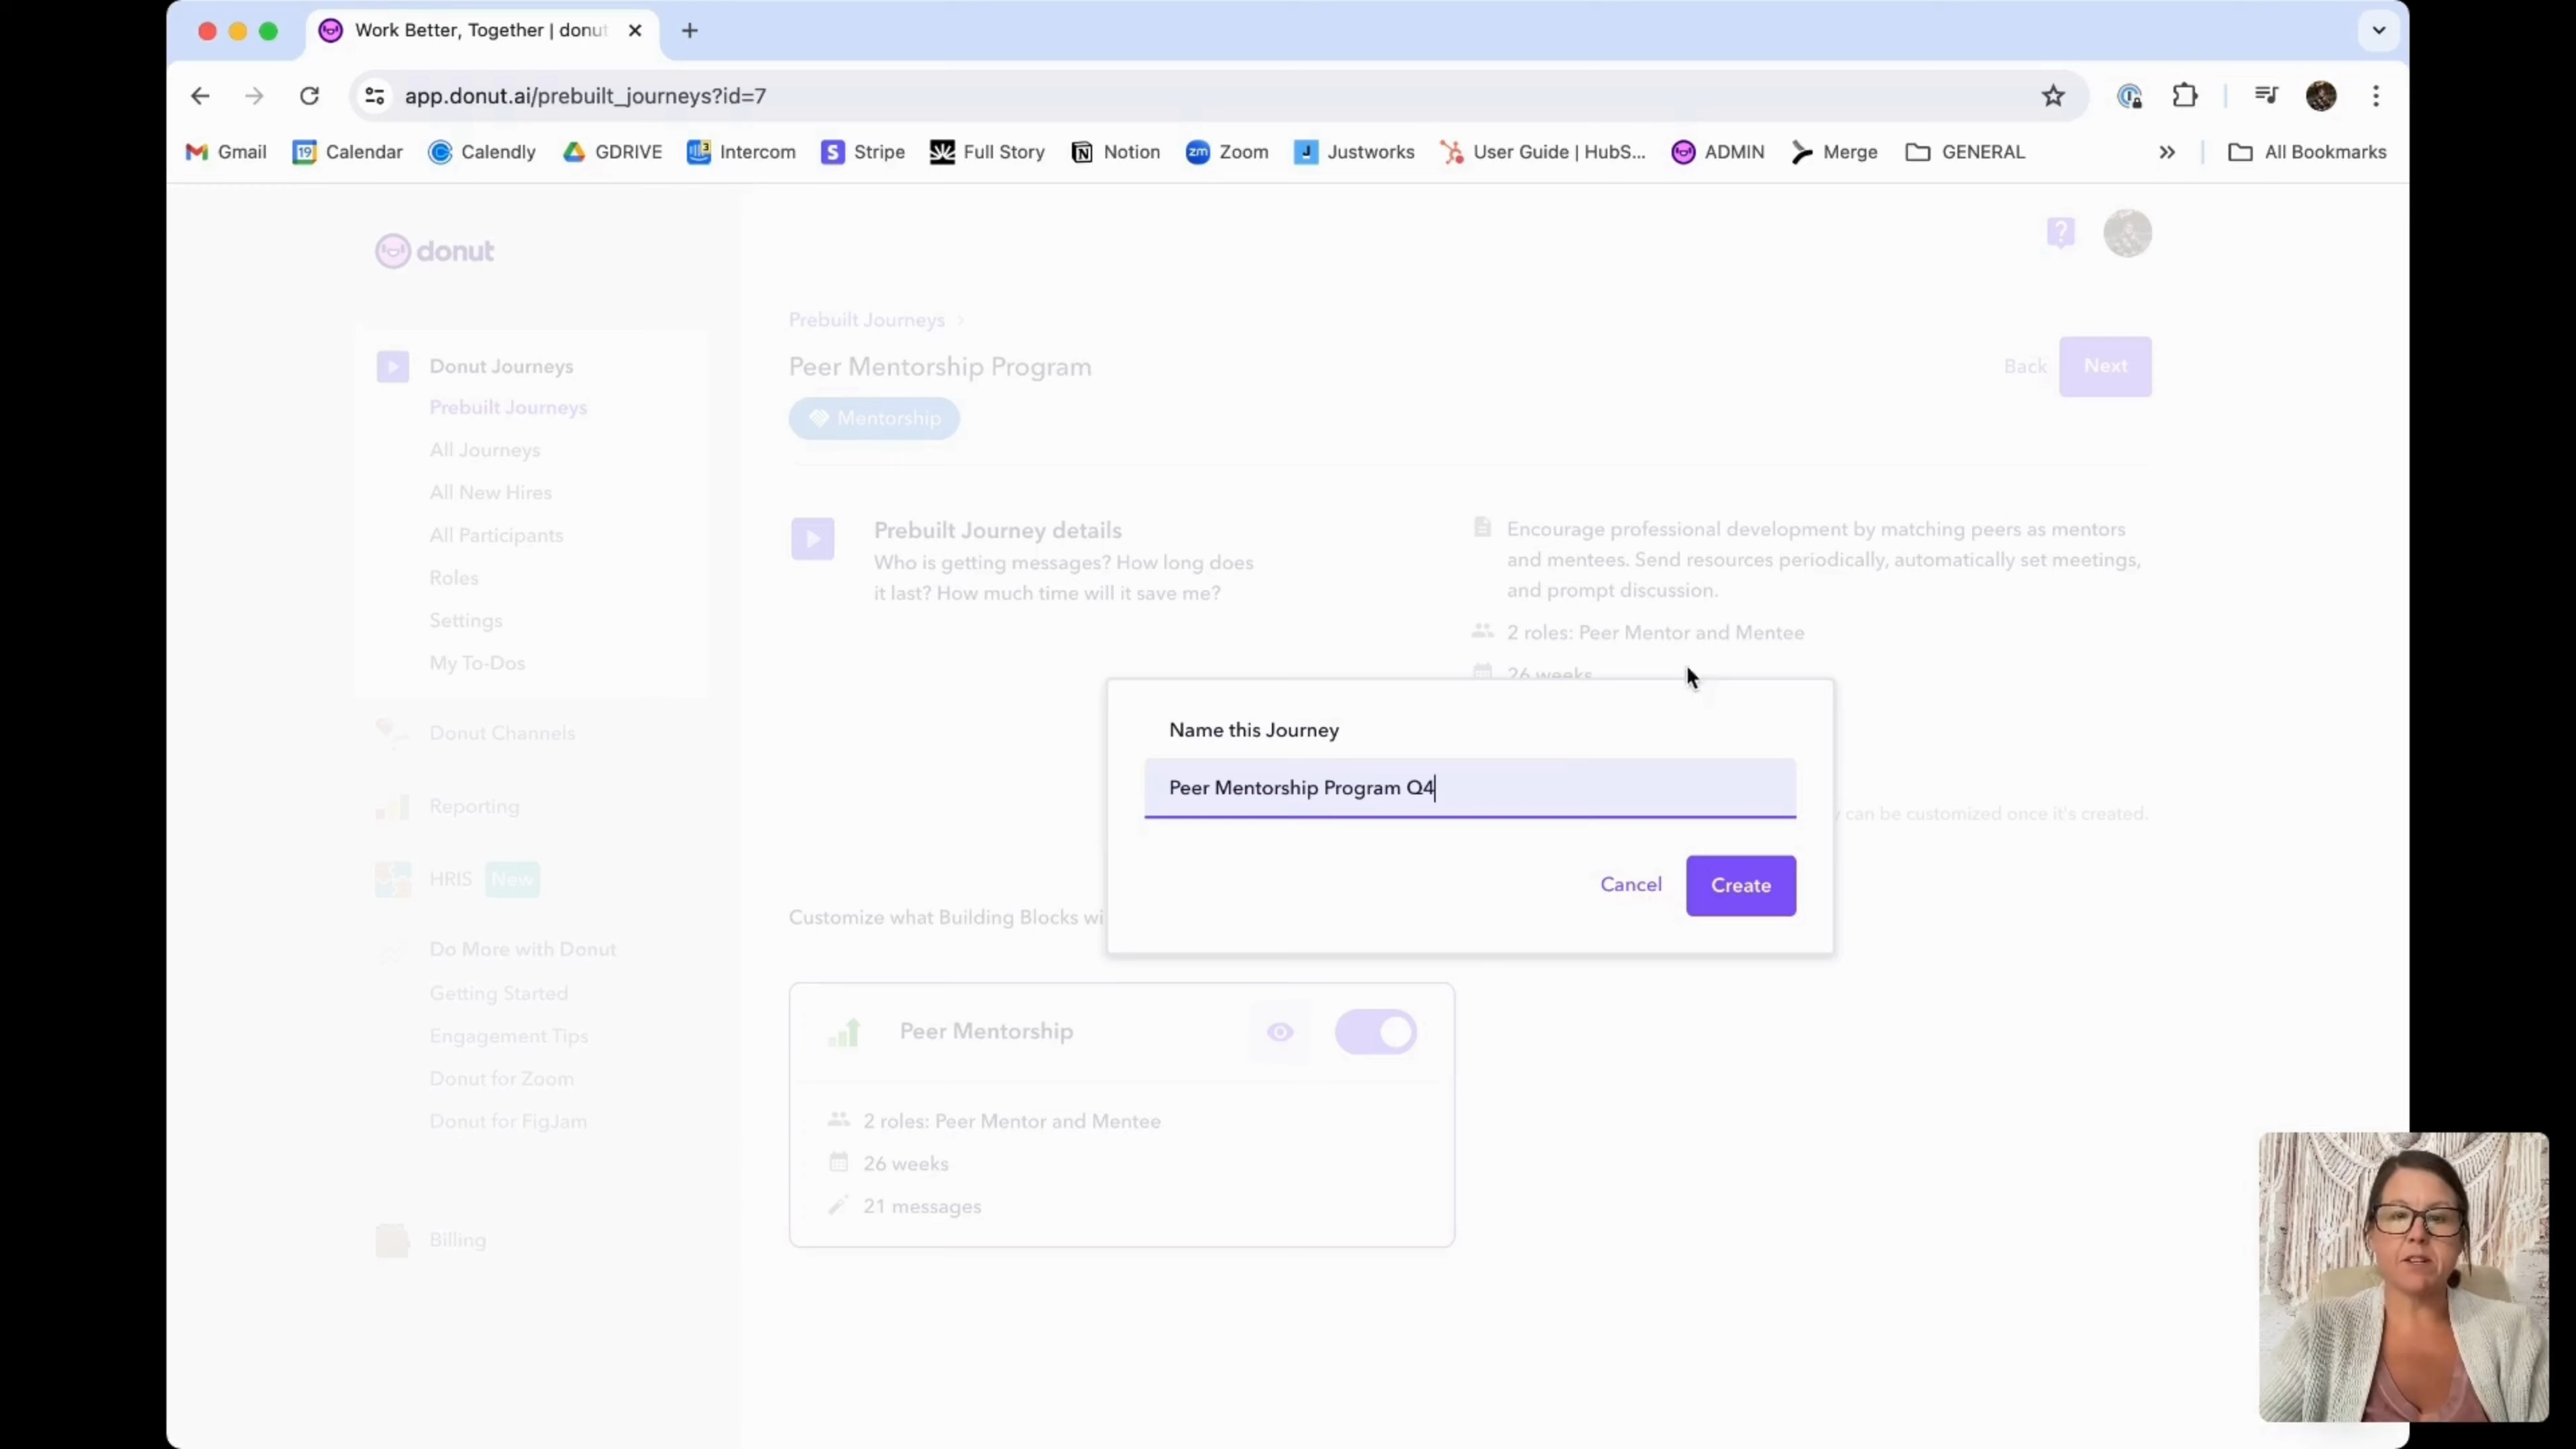 Work Better, Together | donut
app.donut.ai/prebuilt_journeys?id=7
Gmail
19
Calendar
Calendly
GDRIVE
3
Intercom
S
Stripe
Full Story
Notion
zm
Zoom
J
Justworks
User Guide | HubS...
ADMIN
Merge
GENERAL
All Bookmarks
donut
?
Prebuilt Journeys
Peer Mentorship Program
Back
Next
Mentorship
Donut Journeys
Prebuilt Journeys
All Journeys
All New Hires
All Participants
Roles
Settings
My To-Dos
Donut Channels
Reporting
HRIS
New
Do More with Donut
Getting Started
Engagement Tips
Donut for Zoom
Donut for FigJam
Billing
Prebuilt Journey details
Who is getting messages? How long does
it last? How much time will it save me?
Encourage professional development by matching peers as mentors
and mentees. Send resources periodically, automatically set meetings,
and prompt discussion.
2 roles: Peer Mentor and Mentee
26 weeks
Name this Journey
Peer Mentorship Program Q4
Cancel
Create
can be customized once it's created.
Customize what Building Blocks wi
Peer Mentorship
2 roles: Peer Mentor and Mentee
26 weeks
21 messages